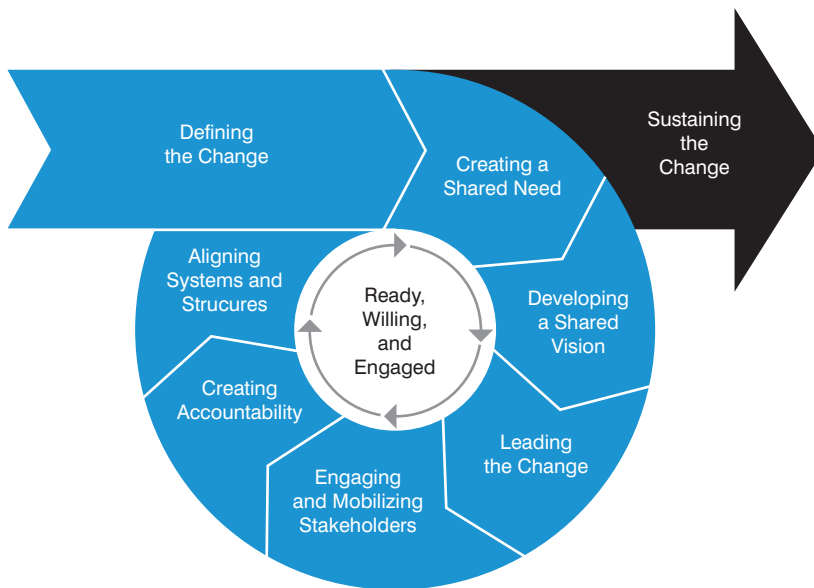 Defining
the Change
Creating a
Shared Need
Sustaining
the
Change
Developing
a Shared
Vision
Leading
the Change
Engaging
and Mobilizing
Stakeholders
Creating
Accountability
Aligning
Systems and
Strucures
Ready,
Willing,
and
Engaged